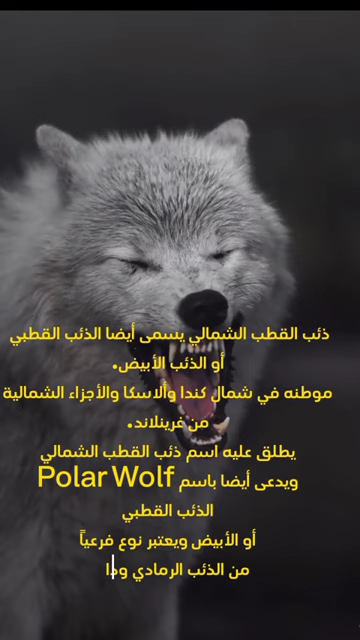 ذئب القطب الشمالي يسمى أيضا الذئب القطبي
أو الذئب الأبيض.
موطنه في شمال كندا وألاسكا والأجزاء الشمالية
من غرينلاند.
يطلق عليه اسم ذئب القطب الشمالي
ويدعى أيضا باسم Polar Wolf
الذئب القطبي
أو الأبيض ويعتبر نوع فرعياً
من الذئب الرمادي